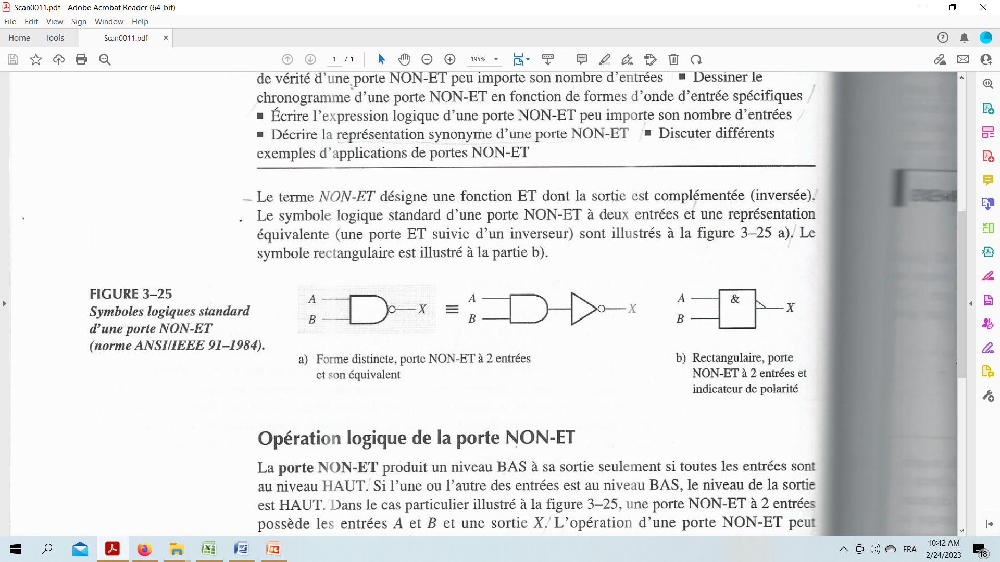 Scan0011.pdf - Adobe Acrobat Reader (64-bit)
File Edit View Sign Window Help
Home Tools Scan0011.pdf ×
1 / 1 195%
de vérité d'une porte NON-ET peu importe son nombre d'entrées ■ Dessiner le
chronogramme d'une porte NON-ET en fonction de formes d'onde d'entrée spécifiques
■ Écrire l'expression logique d'une porte NON-ET peu importe son nombre d'entrées
■ Décrire la représentation synonyme d'une porte NON-ET ■ Discuter différents
exemples d'applications de portes NON-ET
Le terme NON-ET désigne une fonction ET dont la sortie est complémentée (inversée).
Le symbole logique standard d'une porte NON-ET à deux entrées et une représentation
équivalente (une porte ET suivie d'un inverseur) sont illustrés à la figure 3–25 a). Le
symbole rectangulaire est illustré à la partie b).
FIGURE 3–25
Symboles logiques standard
d'une porte NON-ET
(norme ANSI/IEEE 91–1984).
A
B
X
≡
A
B
X
A
B
&
X
a) Forme distincte, porte NON-ET à 2 entrées
et son équivalent
b) Rectangulaire, porte
NON-ET à 2 entrées et
indicateur de polarité
Opération logique de la porte NON-ET
La porte NON-ET produit un niveau BAS à sa sortie seulement si toutes les entrées sont
au niveau HAUT. Si l'une ou l'autre des entrées est au niveau BAS, le niveau de la sortie
est HAUT. Dans le cas particulier illustré à la figure 3–25, une porte NON-ET à 2 entrées
possède les entrées A et B et une sortie X. L'opération d'une porte NON-ET peut
FRA
10:42 AM
2/24/2023
18